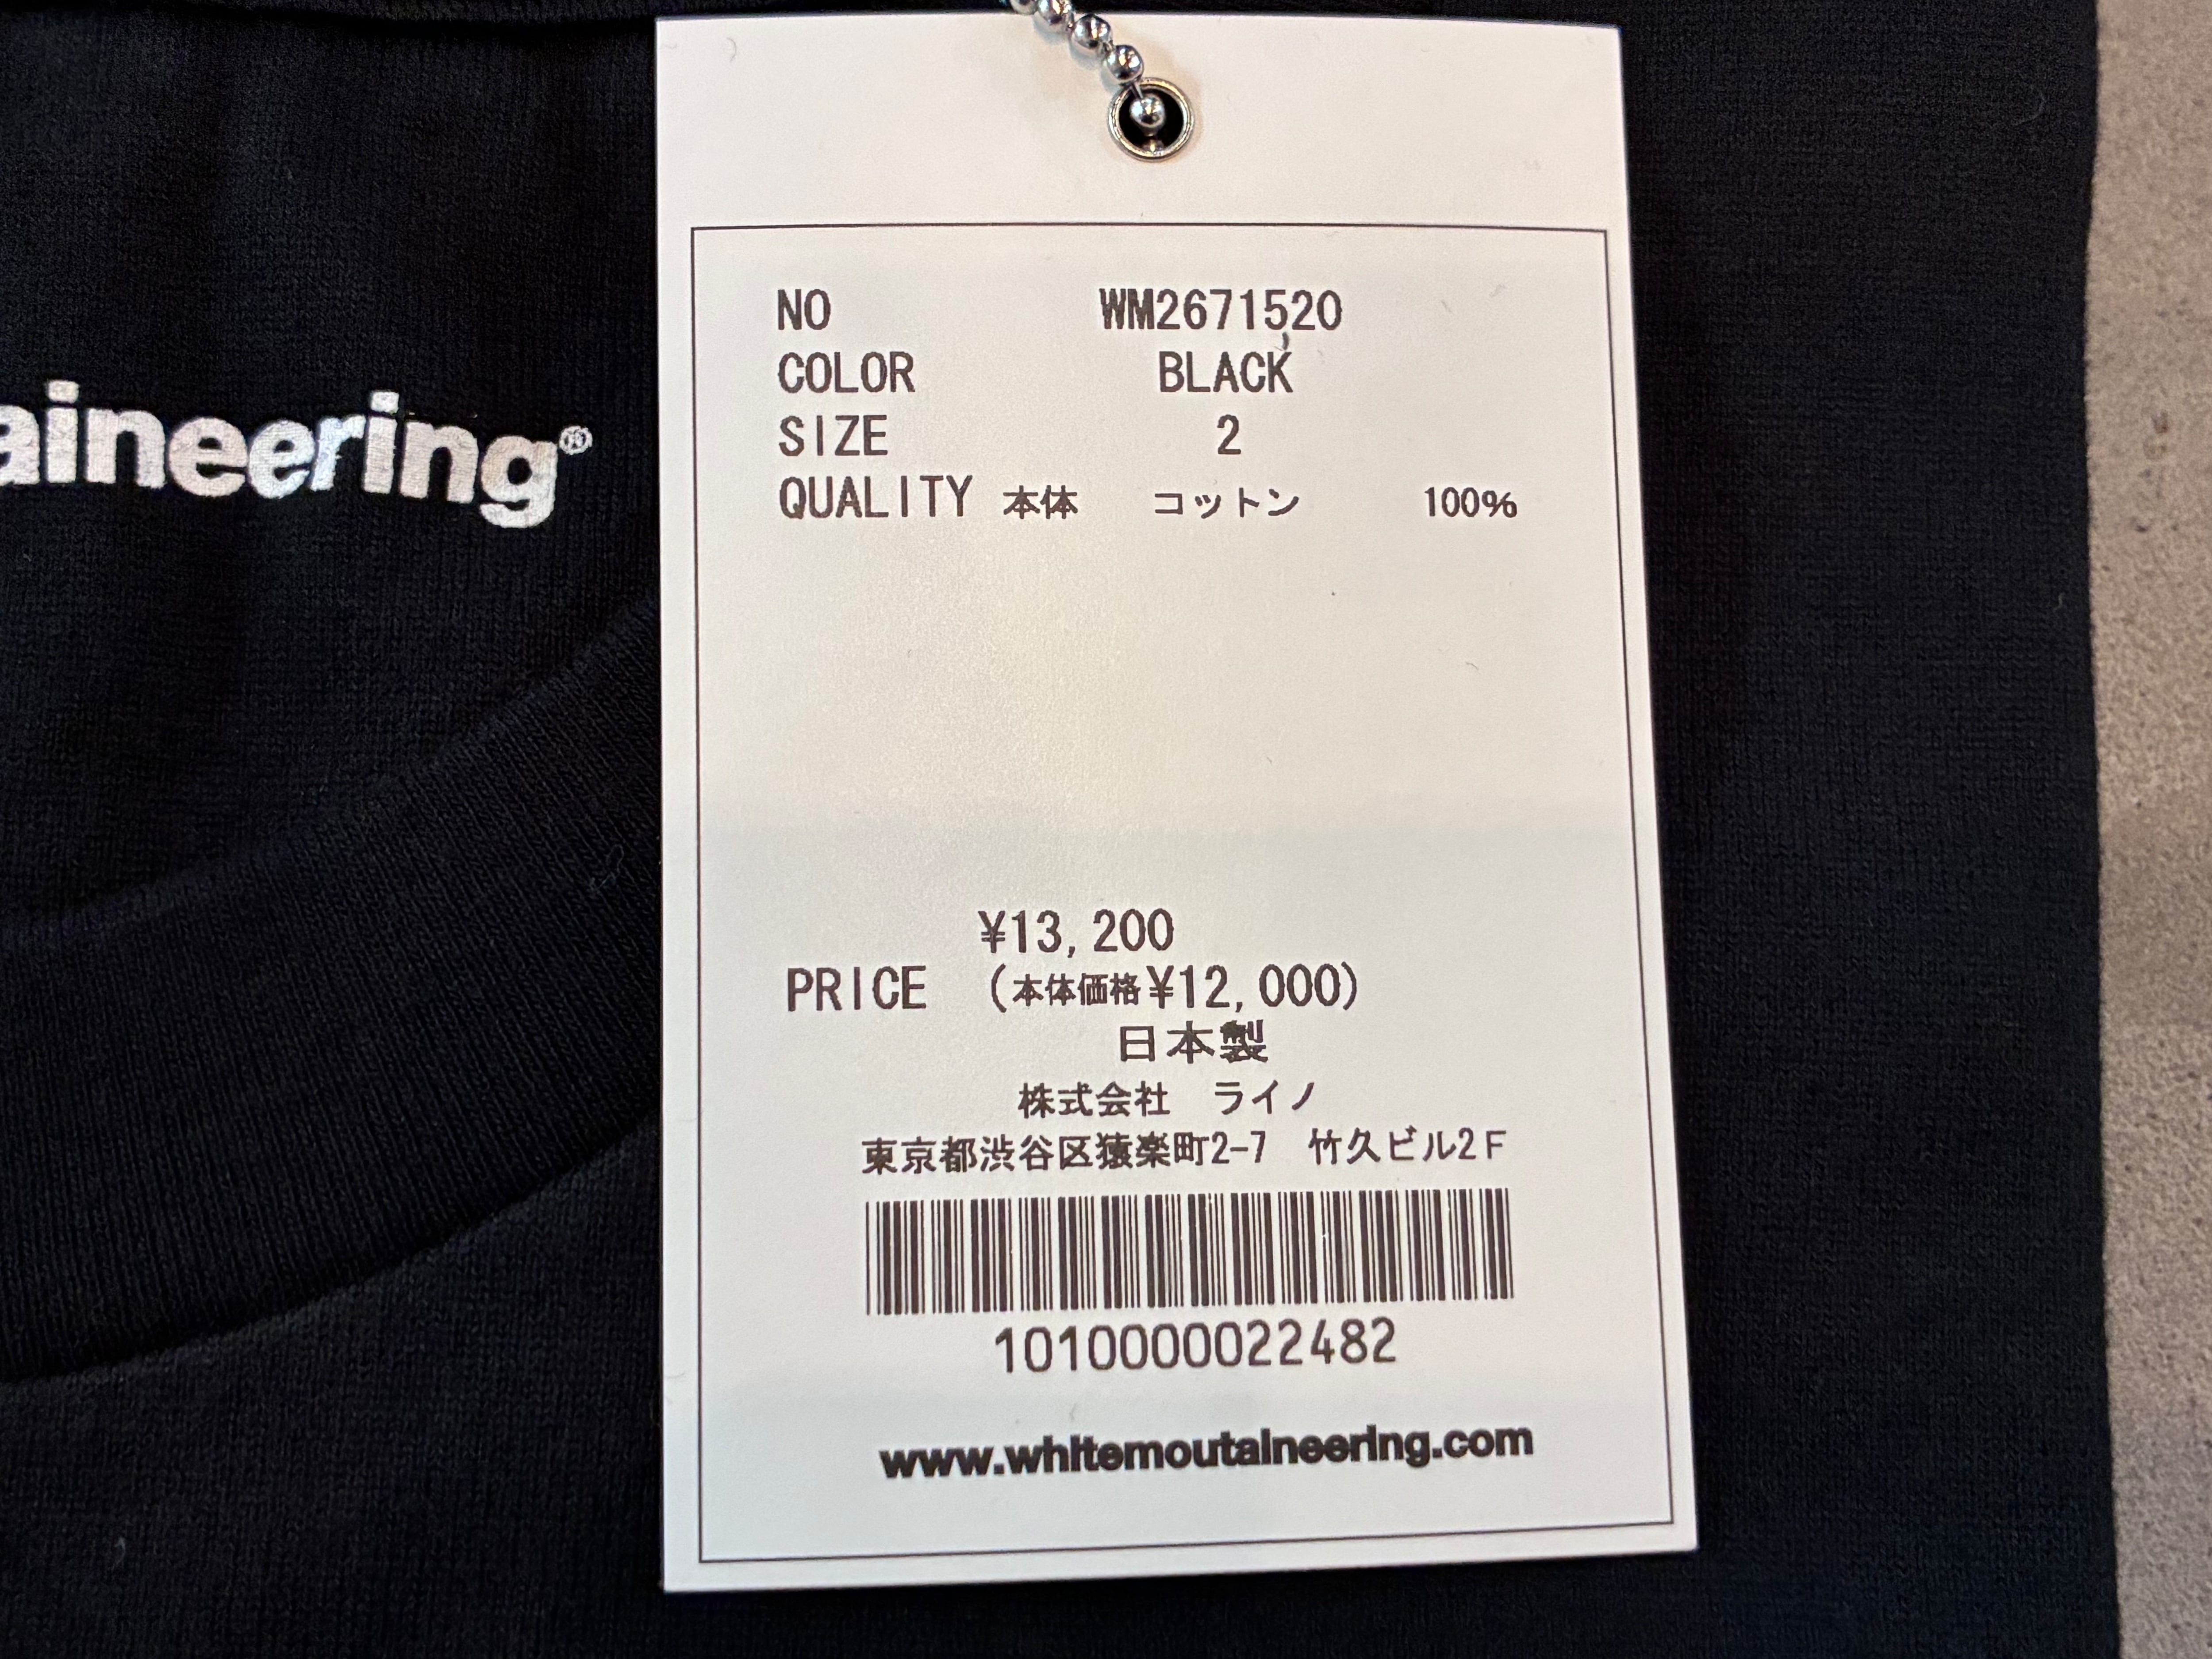 aineering®
NO WM2671520
COLOR BLACK
SIZE 2
QUALITY 本体 コットン 100%
¥13,200
PRICE (本体価格¥12,000)
日本製
株式会社 ライノ
東京都渋谷区猿楽町2-7 竹久ビル2F
1010000022482
www.whitemoutaineering.com